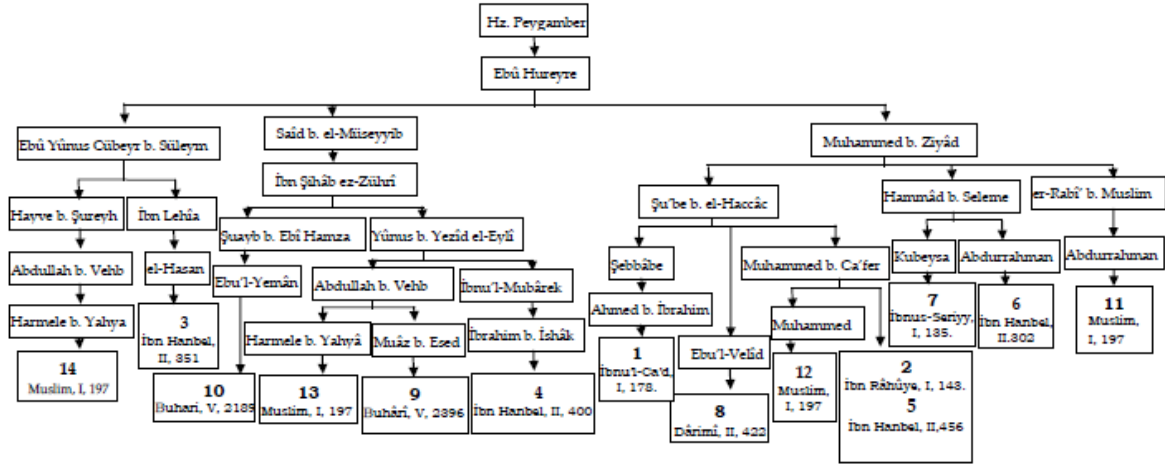 Hz. Peygamber
Ebû Hureyre
Ebû Yûnus Cübeyr b. Süleym
Saîd b. el-Müseyyib
Muhammed b. Ziyâd
İbn Şihâb ez-Zührî
Hayve b. Şureyh
İbn Lehîa
Şu'be b. el-Haccâc
Hammâd b. Seleme
er-Rabî' b. Muslim
Şuayb b. Ebî Hamza
Yûnus b. Yezîd el-Eylî
Abdullah b. Vehb
el-Hasan
Ebu'l-Yemân
Abdullah b. Vehb
İbnu'l-Mubârek
Şebbâbe
Muhammed b. Ca'fer
Kubeysa
Abdurrahman
Abdurrahman
Harmele b. Yahya
3
İbn Hanbel,
II, 351
Harmele b. Yahyâ
Muâz b. Esed
İbrahim b. İshâk
Ahmed b. İbrahim
Ebu'l-Velîd
Muhammed
7
İbnus-Seriyy,
I, 135.
6
İbn Hanbel,
II.302
11
Muslim,
I, 197
14
Muslim, I, 197
10
Buhari, V, 2189
13
Muslim, I, 197
9
Buhârî, V, 2396
4
İbn Hanbel, II, 400
1
İbnu'l-Ca'd,
I, 178.
8
Dârimî, II, 422
12
Muslim,
I, 197
2
İbn Râhûye, I, 143.
5
İbn Hanbel, II,456